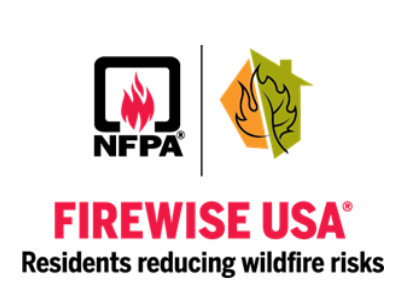 NFPA®
FIREWISE USA®
Residents reducing wildfire risks